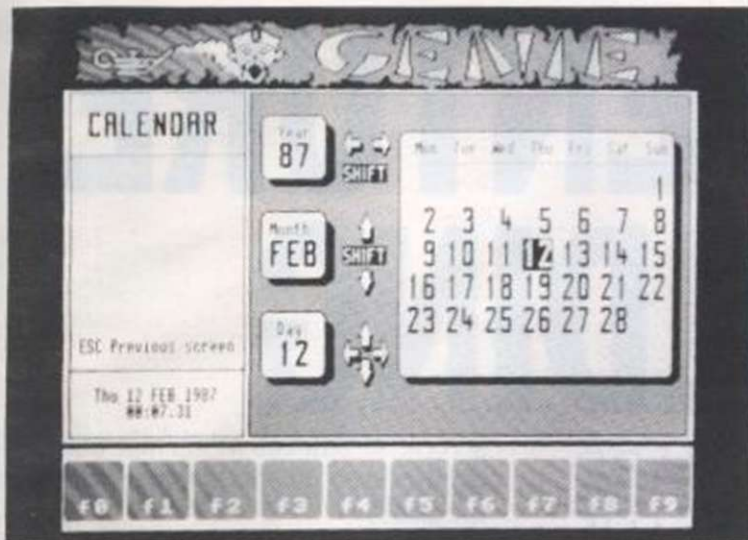 GENIE
CALENDAR
Year
87
SHIFT
Month
FEB
SHIFT
Day
12
Mon Tue Wed Thu Fri Sat Sun
1
2 3 4 5 6 7 8
9 10 11 12 13 14 15
16 17 18 19 20 21 22
23 24 25 26 27 28
ESC Previous screen
Thu 12 FEB 1987
00:07.31
f0 f1 f2 f3 f4 f5 f6 f7 f8 f9